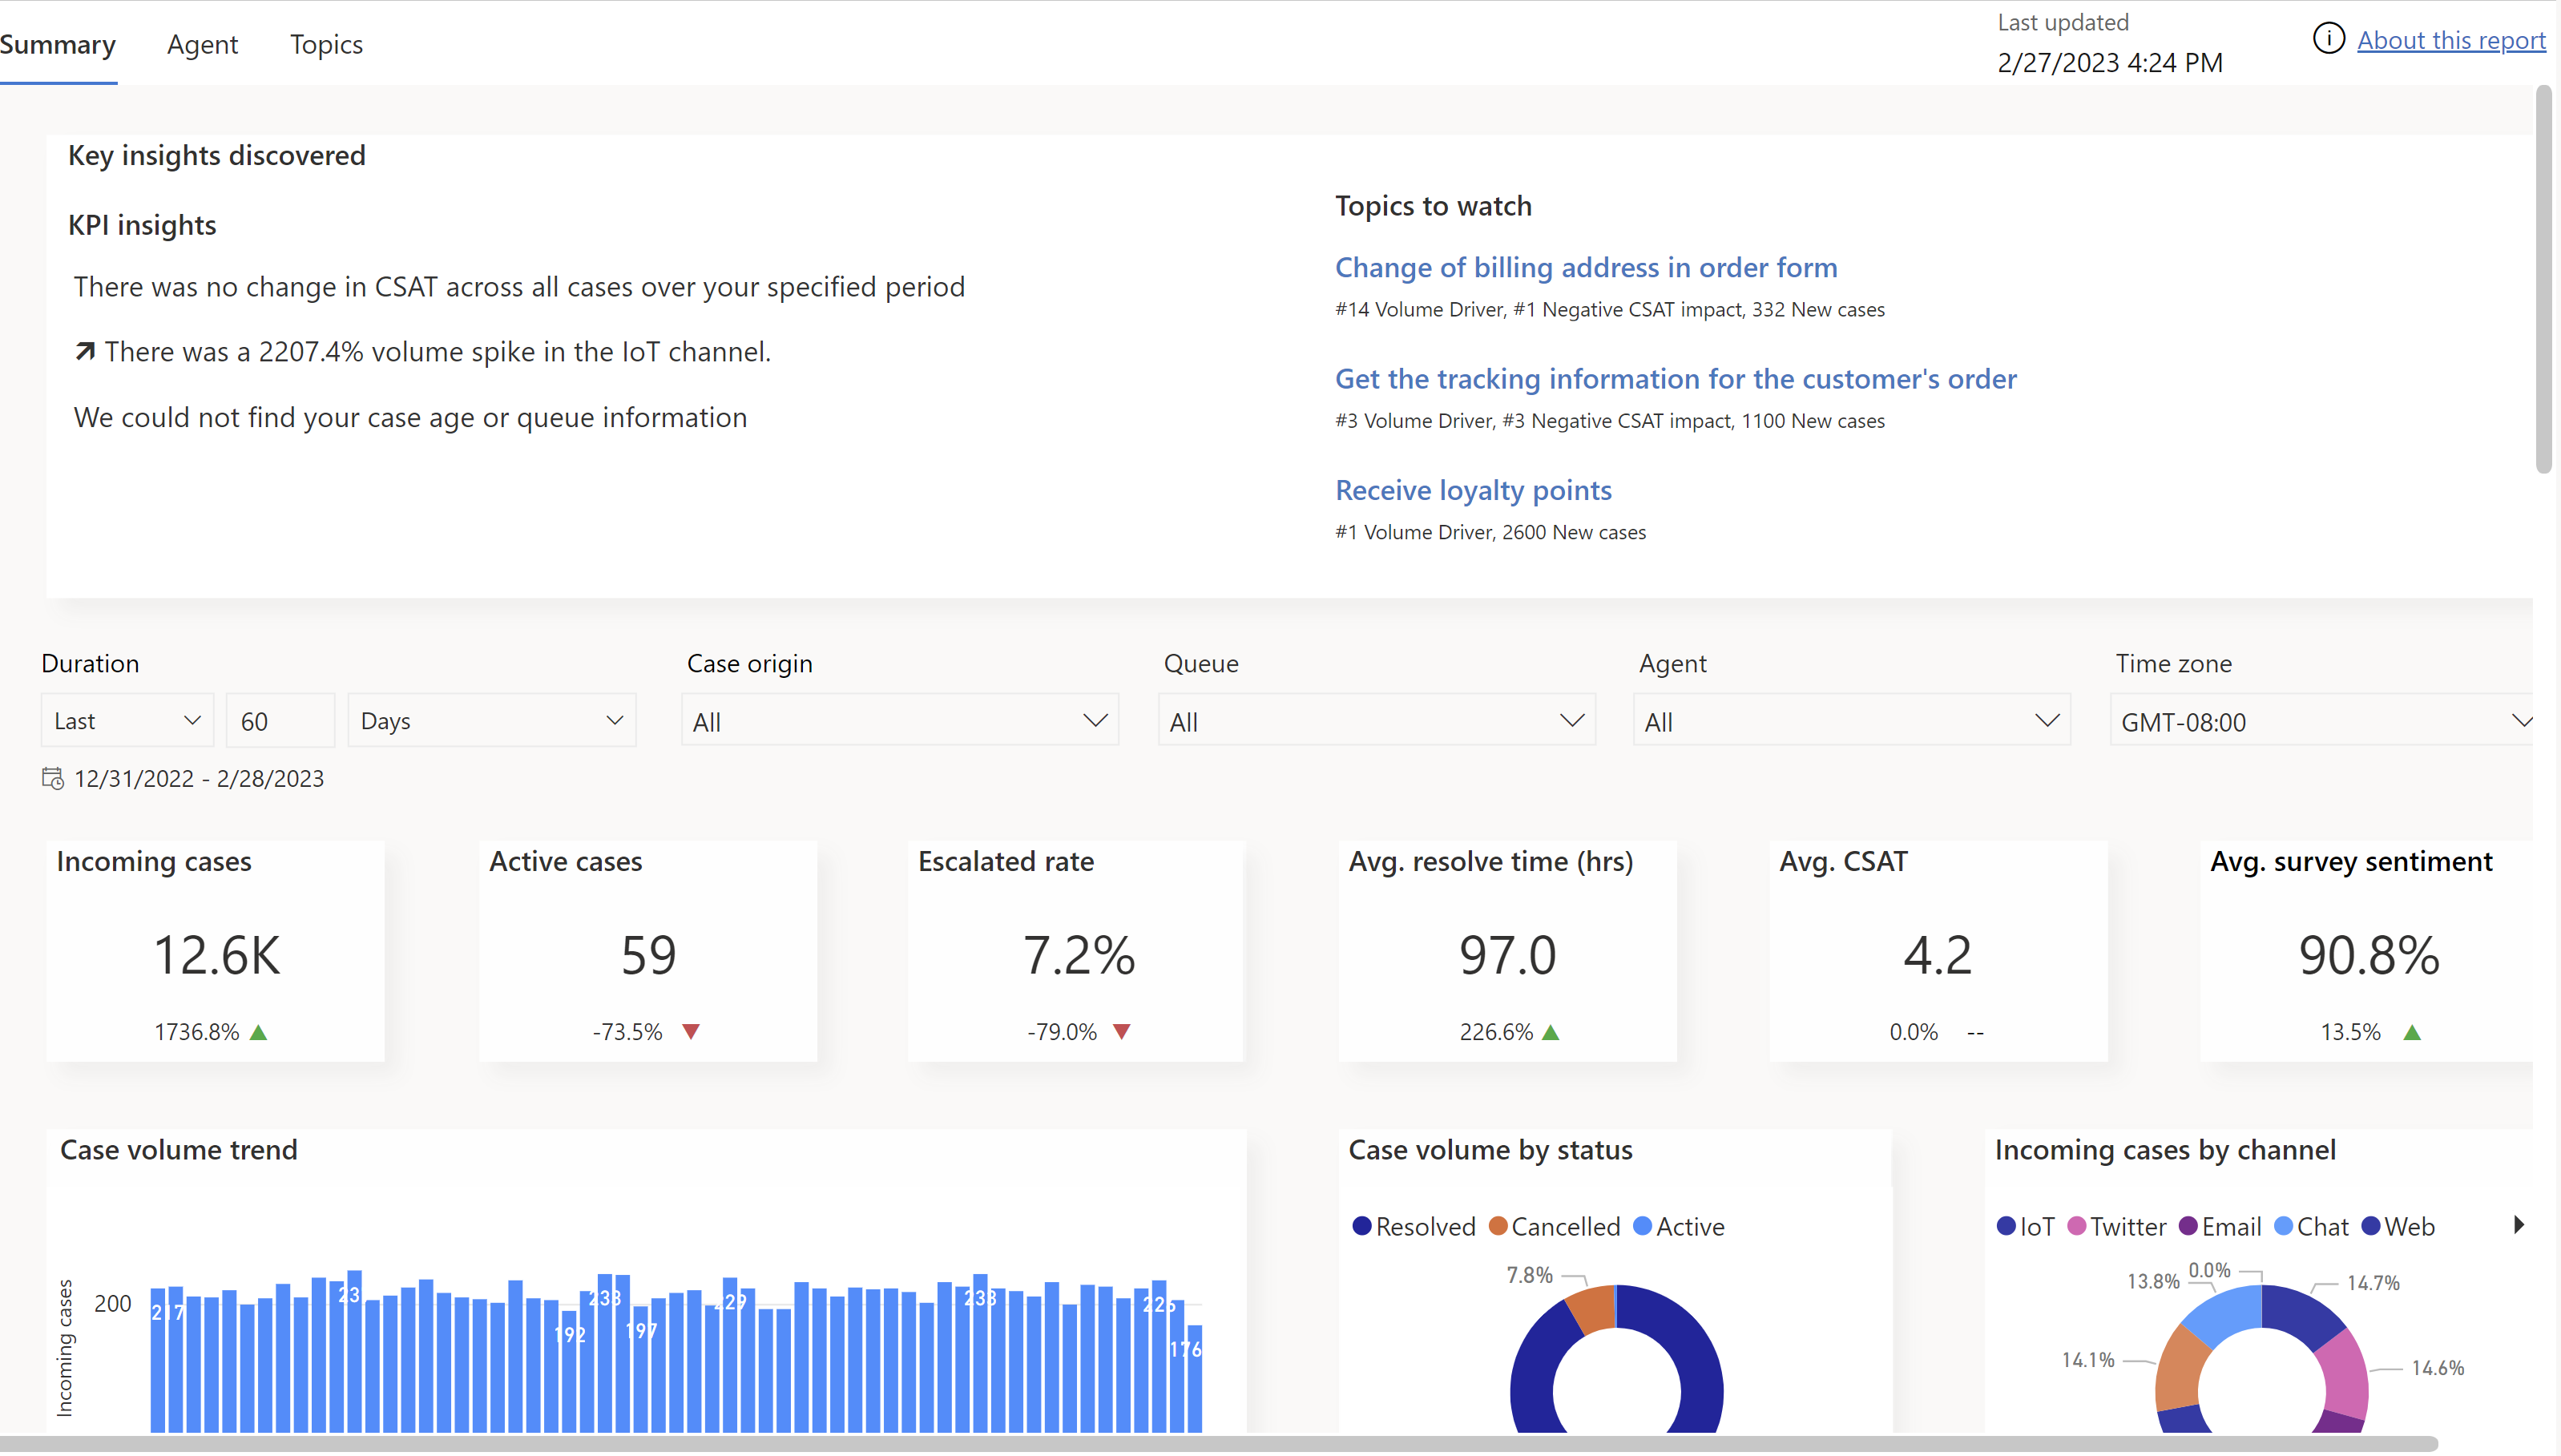 Summary Agent Topics
Last updated
2/27/2023 4:24 PM
About this report
Key insights discovered
KPI insights
There was no change in CSAT across all cases over your specified period
There was a 2207.4% volume spike in the IoT channel.
We could not find your case age or queue information
Topics to watch
Change of billing address in order form
#14 Volume Driver, #1 Negative CSAT impact, 332 New cases
Get the tracking information for the customer's order
#3 Volume Driver, #3 Negative CSAT impact, 1100 New cases
Receive loyalty points
#1 Volume Driver, 2600 New cases
Duration Case origin Queue Agent Time zone
Last 60 Days All All All GMT-08:00
12/31/2022 - 2/28/2023
Incoming cases
12.6K
1736.8%
Active cases
59
-73.5%
Escalated rate
7.2%
-79.0%
Avg. resolve time (hrs)
97.0
226.6%
Avg. CSAT
4.2
0.0% --
Avg. survey sentiment
90.8%
13.5%
Case volume trend
Incoming cases
200
217 23 192 233 197 229 233 226 176
Case volume by status
Resolved Cancelled Active
7.8%
Incoming cases by channel
IoT Twitter Email Chat Web
13.8% 0.0% 14.7%
14.1% 14.6%